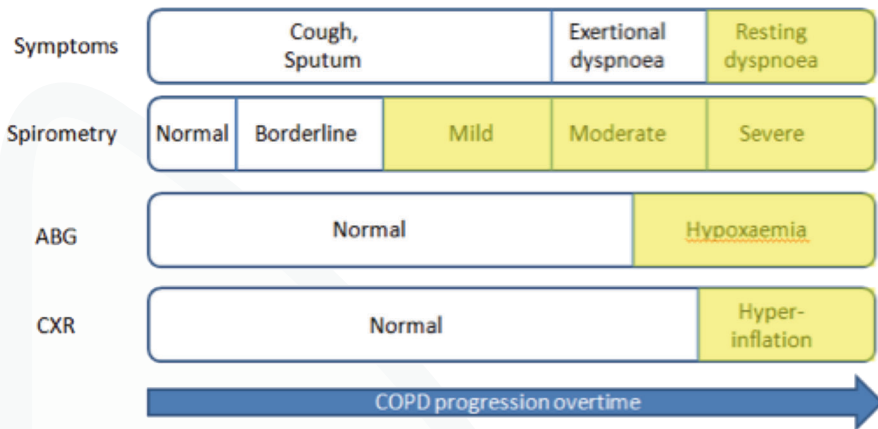 Symptoms
Cough,
Sputum
Exertional
dyspnoea
Resting
dyspnoea
Spirometry
Normal
Borderline
Mild
Moderate
Severe
ABG
Normal
Hypoxaemia
CXR
Normal
Hyper-
inflation
COPD progression overtime